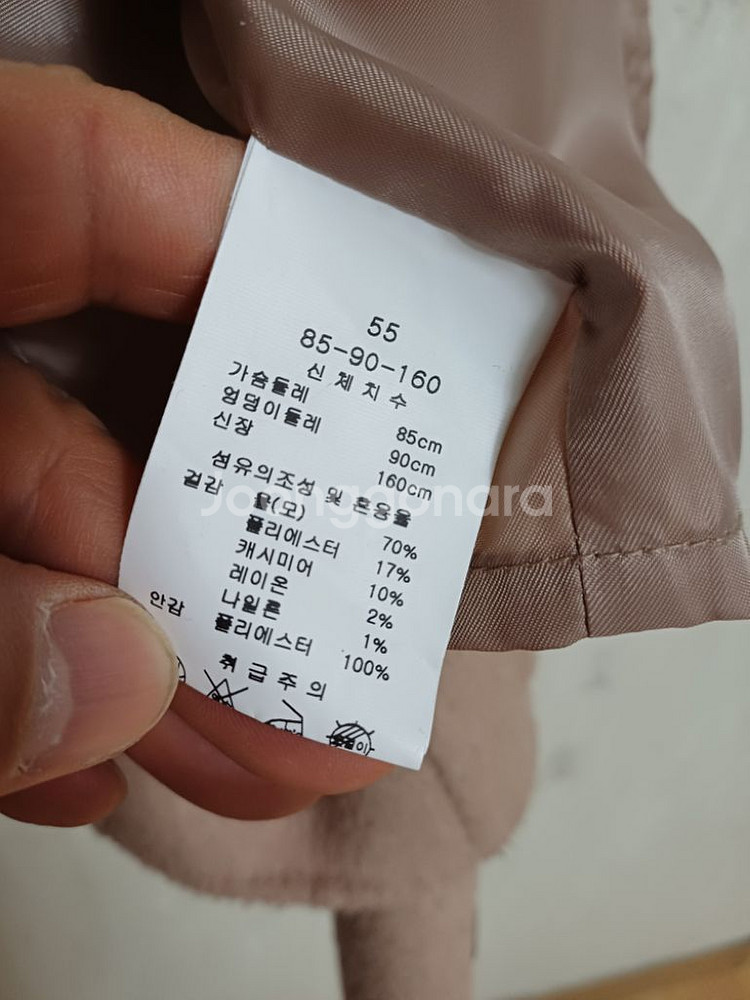 55
85-90-160
신체치수
가슴둘레 85cm
엉덩이둘레 90cm
신장 160cm
섬유의조성 및 혼용율
겉감 울(모) 70%
폴리에스터 17%
캐시미어 10%
레이온 2%
나일론 1%
안감 폴리에스터 100%
취급주의
Joonggonara